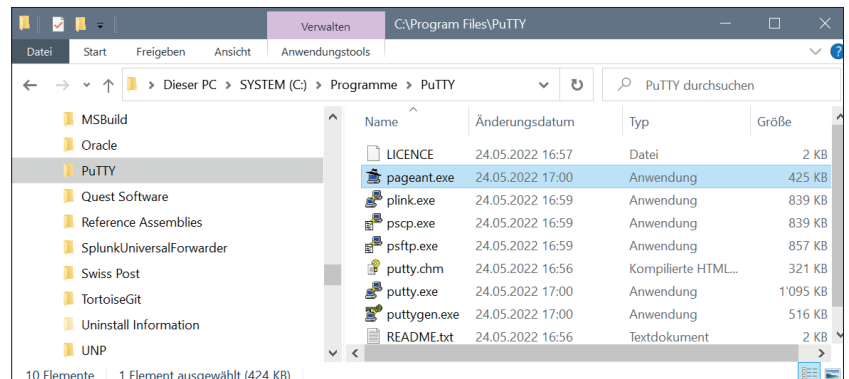 Verwalten C:\Program Files\PuTTY
Datei Start Freigeben Ansicht Anwendungstools
Dieser PC > SYSTEM (C:) > Programme > PuTTY PuTTY durchsuchen
MSBuild
Oracle
PuTTY
Quest Software
Reference Assemblies
SplunkUniversalForwarder
Swiss Post
TortoiseGit
Uninstall Information
UNP
Name Änderungsdatum Typ Größe
LICENCE 24.05.2022 16:57 Datei 2 KB
pageant.exe 24.05.2022 17:00 Anwendung 425 KB
plink.exe 24.05.2022 16:59 Anwendung 839 KB
pscp.exe 24.05.2022 16:59 Anwendung 839 KB
psftp.exe 24.05.2022 16:59 Anwendung 857 KB
putty.chm 24.05.2022 16:56 Kompilierte HTML... 321 KB
putty.exe 24.05.2022 17:00 Anwendung 1'095 KB
puttygen.exe 24.05.2022 17:00 Anwendung 516 KB
README.txt 24.05.2022 16:56 Textdokument 2 KB
10 Elemente 1 Element ausgewählt (424 KB)